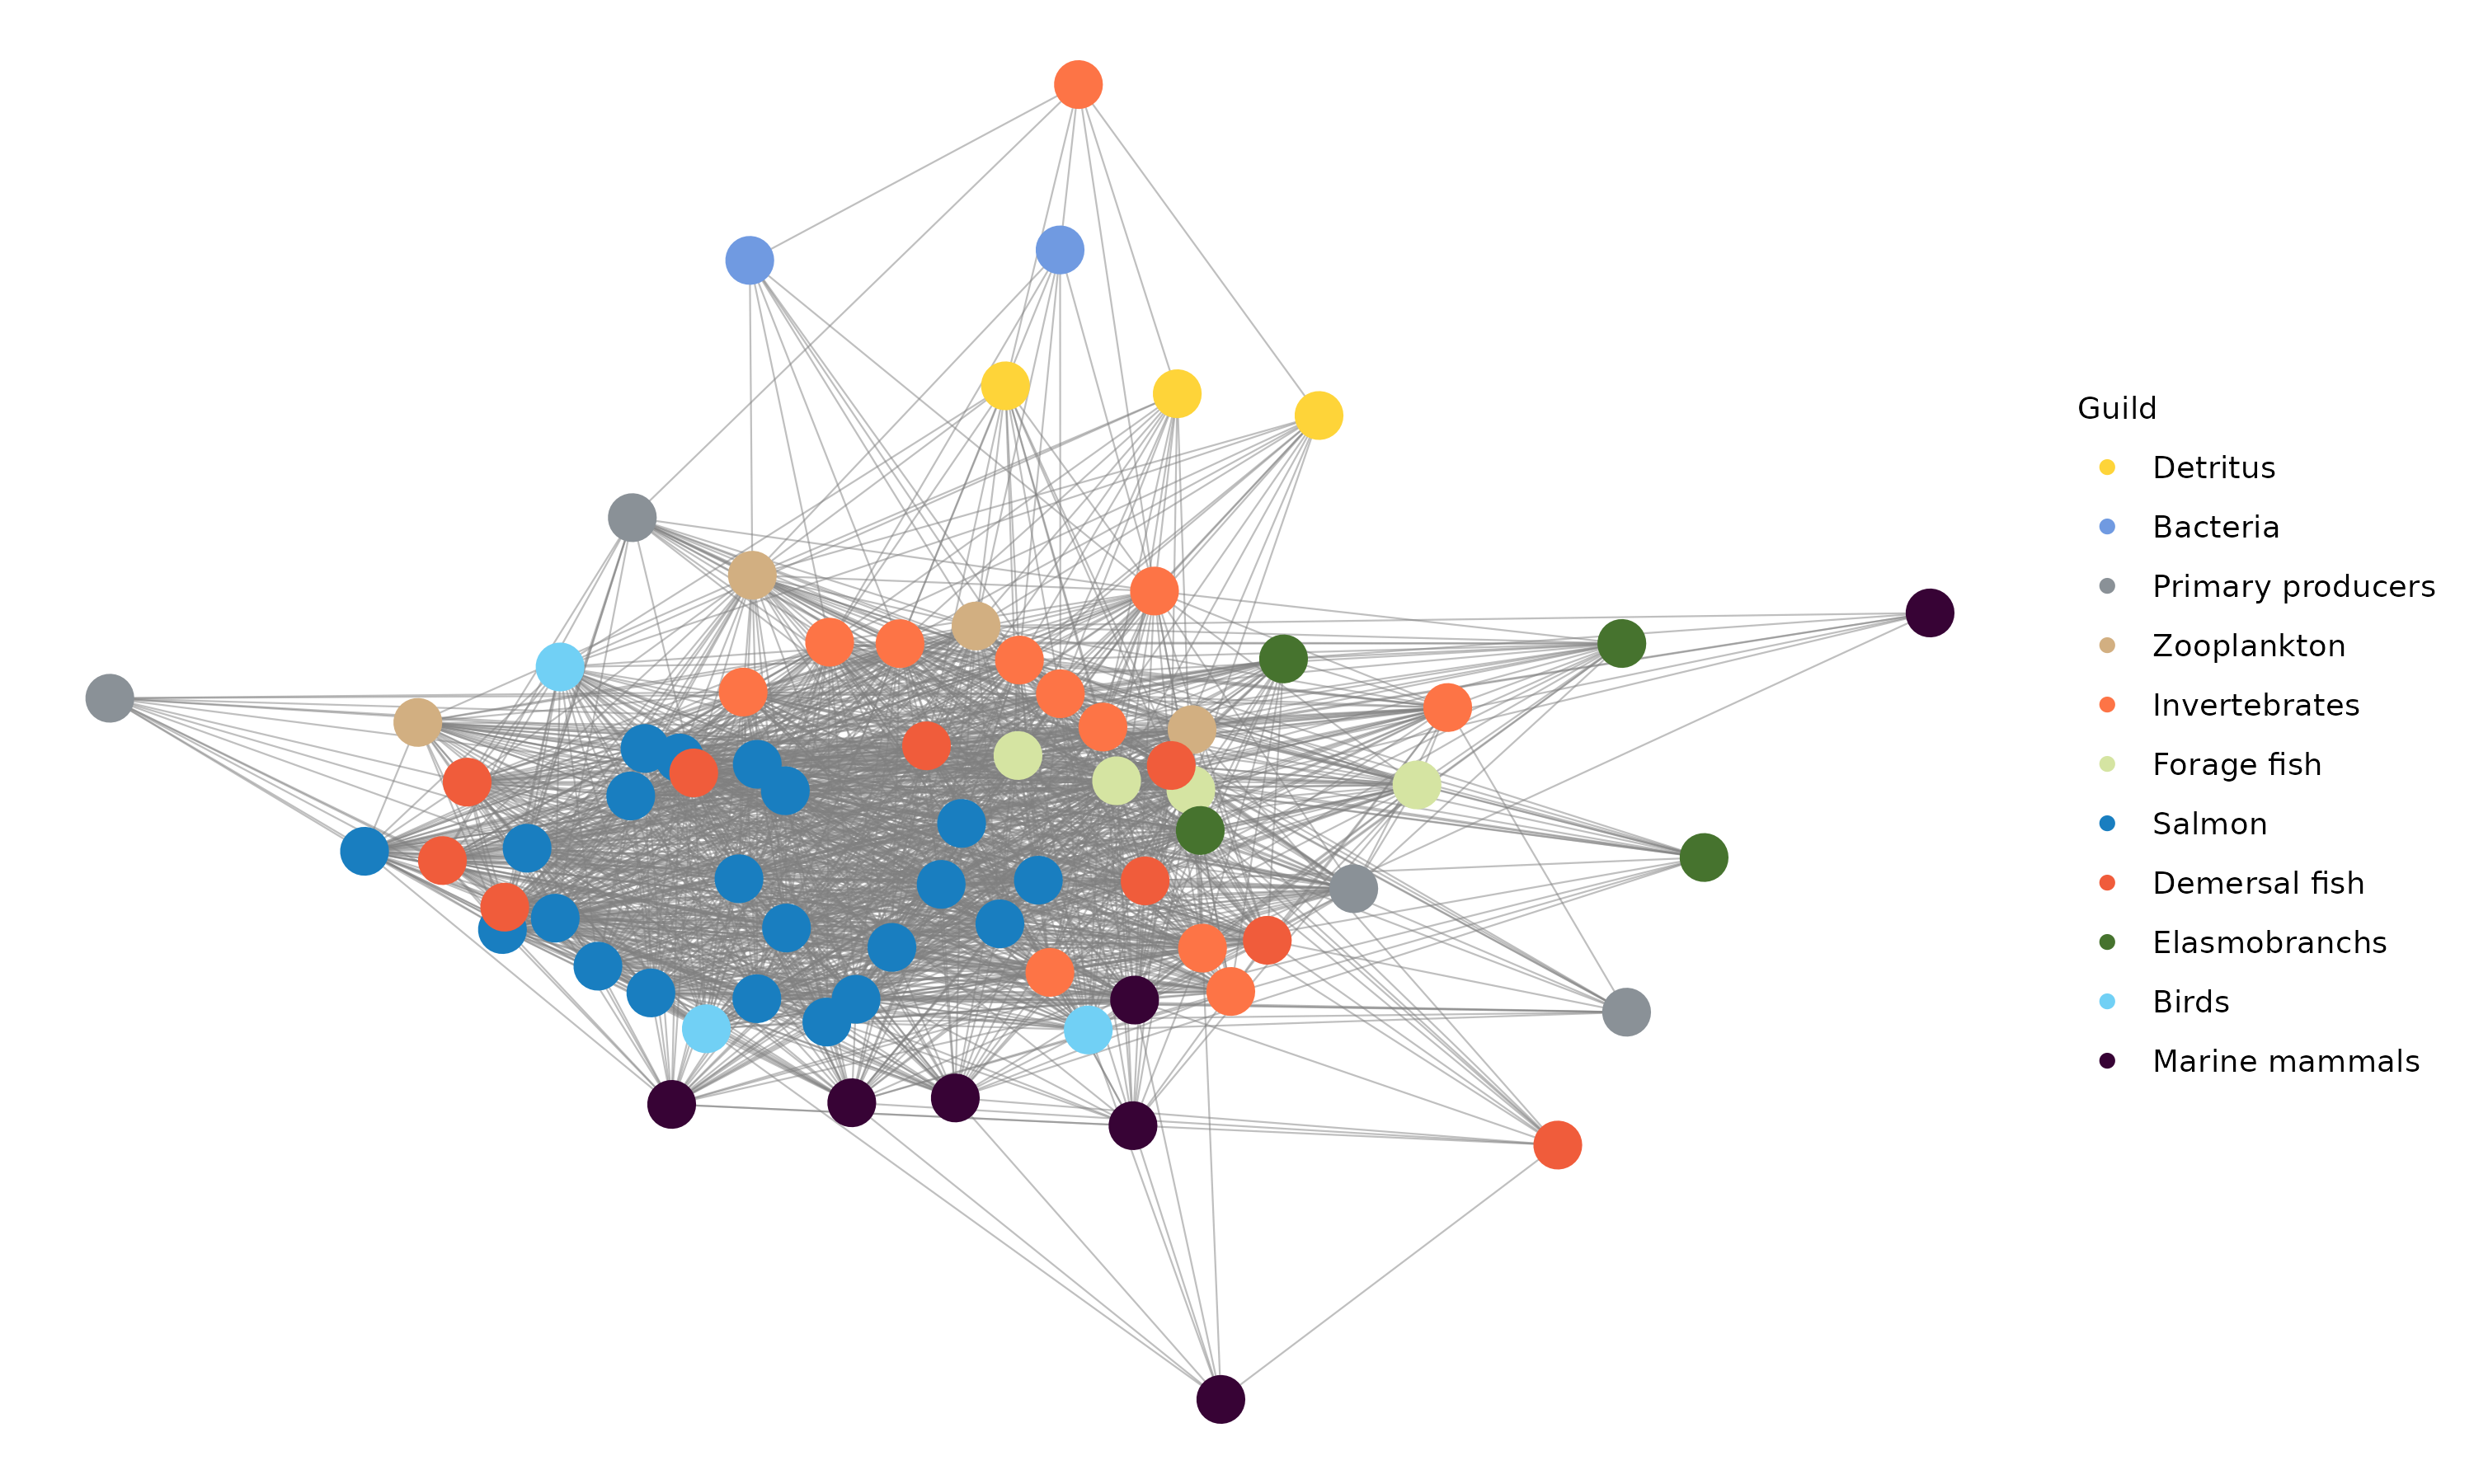 Guild
Detritus
Bacteria
Primary producers
Zooplankton
Invertebrates
Forage fish
Salmon
Demersal fish
Elasmobranchs
Birds
Marine mammals